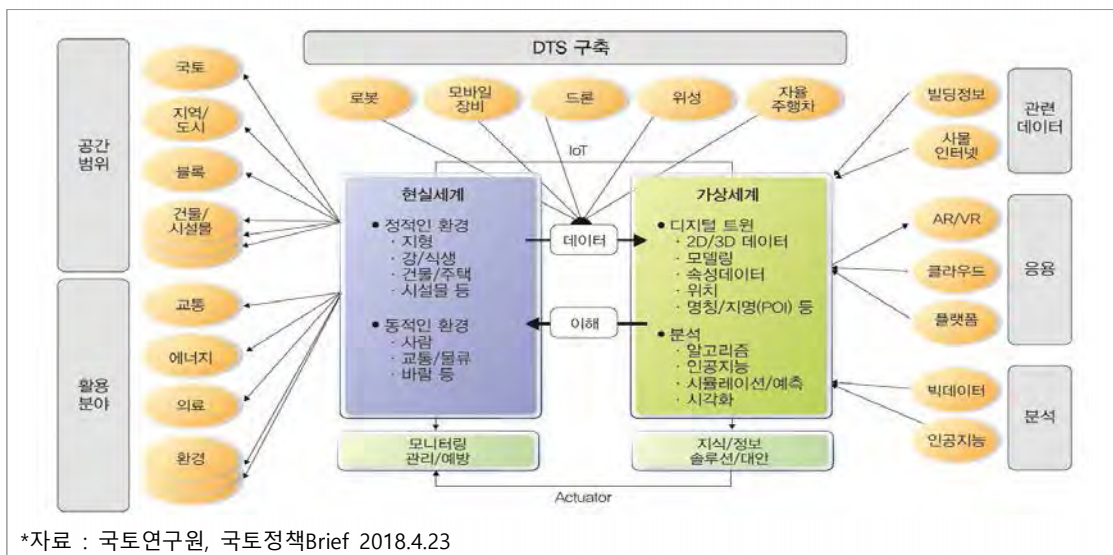 DTS 구축
공간
범위
국토
지역/
도시
블록
건물/
시설물
활용
분야
교통
에너지
의료
환경
로봇
모바일
장비
드론
위성
자율
주행차
IoT
현실세계
● 정적인 환경
· 지형
· 강/식생
· 건물/주택
· 시설물 등
● 동적인 환경
· 사람
· 교통/물류
· 바람 등
데이터
이해
가상세계
● 디지털 트윈
· 2D/3D 데이터
· 모델링
· 속성데이터
· 위치
· 명칭/지명(POI) 등
● 분석
· 알고리즘
· 인공지능
· 시뮬레이션/예측
· 시각화
모니터링
관리/예방
지식/정보
솔루션/대안
Actuator
빌딩정보
사물
인터넷
관련
데이터
AR/VR
클라우드
플랫폼
응용
빅데이터
인공지능
분석
*자료 : 국토연구원, 국토정책Brief 2018.4.23